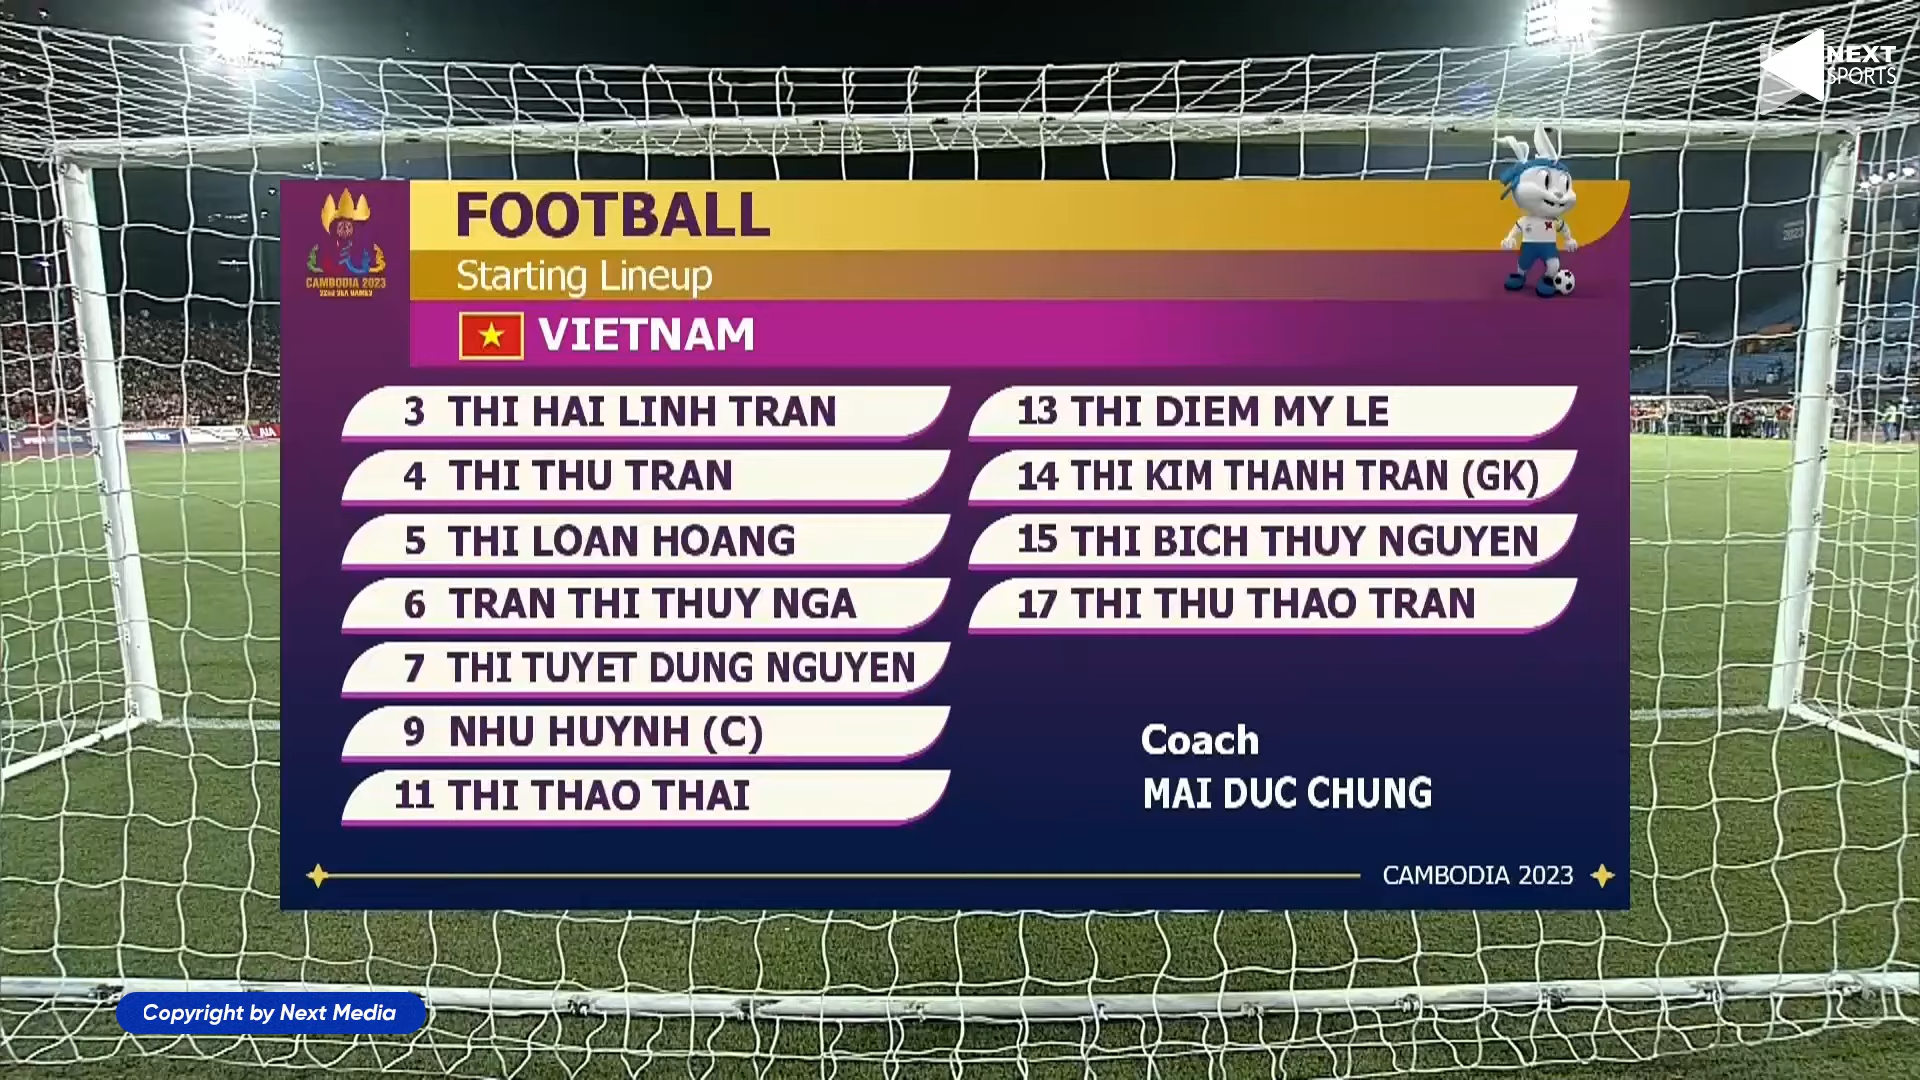 NEXT
SPORTS
FOOTBALL
CAMBODIA 2023
32nd SEA GAMES
Starting Lineup
VIETNAM
3 THI HAI LINH TRAN
4 THI THU TRAN
5 THI LOAN HOANG
6 TRAN THI THUY NGA
7 THI TUYET DUNG NGUYEN
9 NHU HUYNH (C)
11 THI THAO THAI
13 THI DIEM MY LE
14 THI KIM THANH TRAN (GK)
15 THI BICH THUY NGUYEN
17 THI THU THAO TRAN
Coach
MAI DUC CHUNG
CAMBODIA 2023
Copyright by Next Media